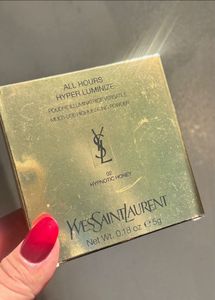 ALL HOURS
HYPER LUMINIZE
POUDRE ILLUMINATRICE VERSATILE
MULTI-USE HIGHLIGHTING POWDER
YSL
02
HYPNOTIC HONEY
YVESSAINTLAURENT
Net Wt. 0.18 oz ℮ 5g